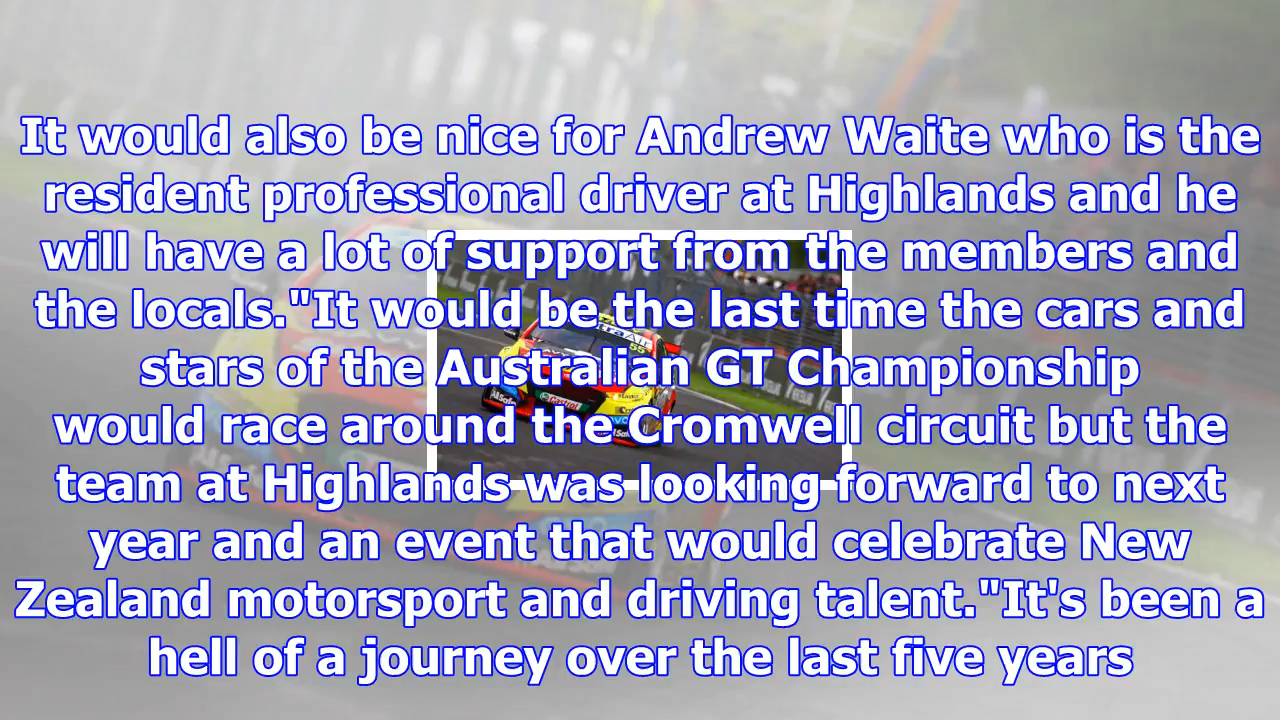 It would also be nice for Andrew Waite who is the
resident professional driver at Highlands and he
will have a lot of support from the members and
the locals."It would be the last time the cars and
stars of the Australian GT Championship
would race around the Cromwell circuit but the
team at Highlands was looking forward to next
year and an event that would celebrate New
Zealand motorsport and driving talent."It's been a
hell of a journey over the last five years
55
Castrol